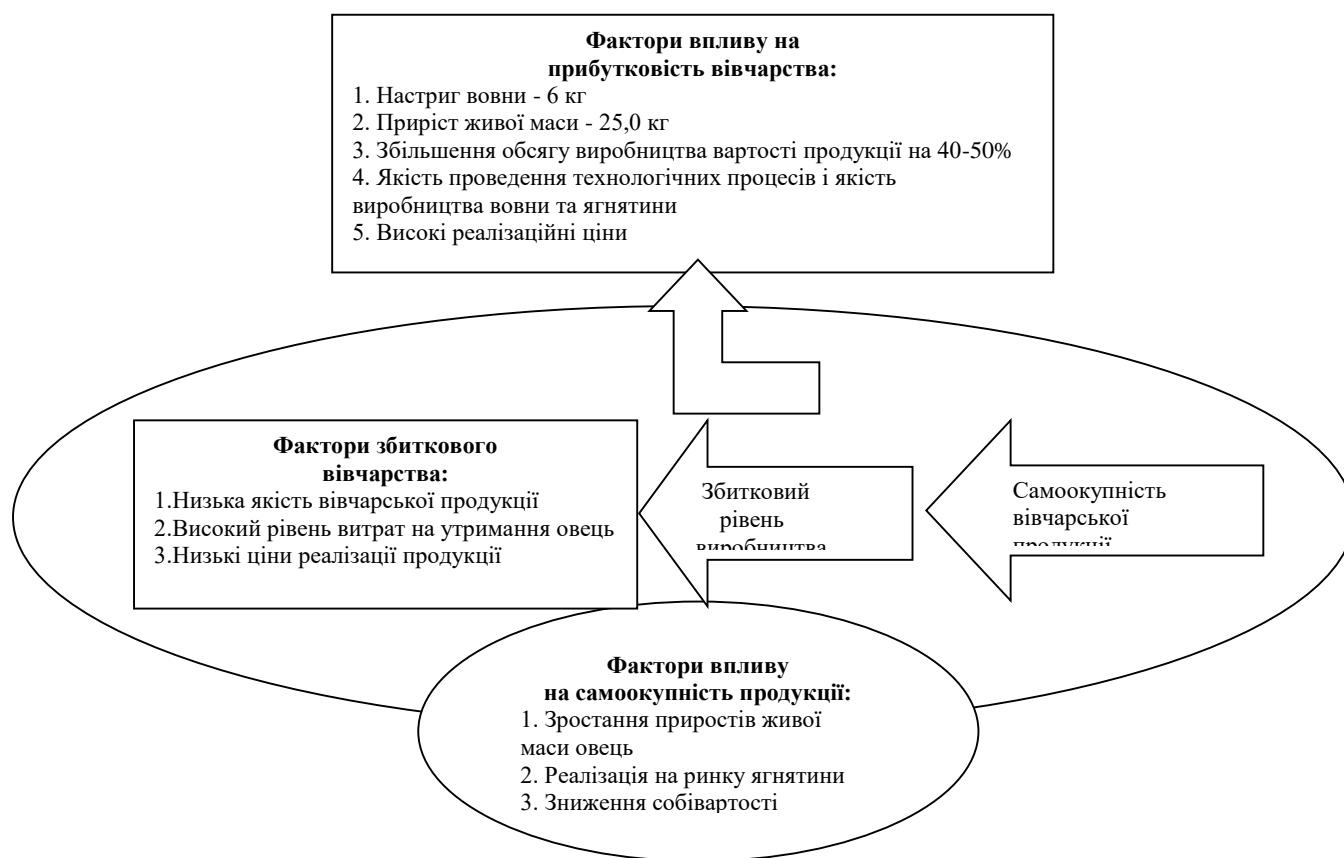 Фактори впливу на
прибутковість вівчарства:
1. Настриг вовни - 6 кг
2. Приріст живої маси - 25,0 кг
3. Збільшення обсягу виробництва вартості продукції на 40-50%
4. Якість проведення технологічних процесів і якість
виробництва вовни та ягнятини
5. Високі реалізаційні ціни
Фактори збиткового
вівчарства:
1.Низька якість вівчарської продукції
2.Високий рівень витрат на утримання овець
3.Низькі ціни реалізації продукції
Збитковий
рівень
виробництва
Самоокупність
вівчарської
продукції
Фактори впливу
на самоокупність продукції:
1. Зростання приростів живої
маси овець
2. Реалізація на ринку ягнятини
3. Зниження собівартості